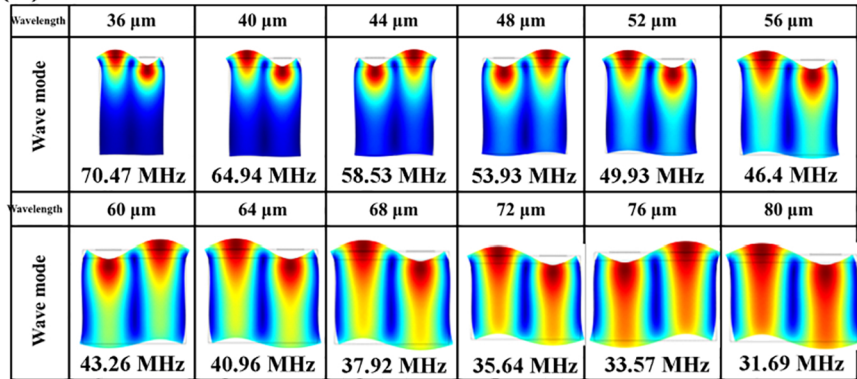 Wavelength 36 µm 40 µm 44 µm 48 µm 52 µm 56 µm
Wave mode
70.47 MHz 64.94 MHz 58.53 MHz 53.93 MHz 49.93 MHz 46.4 MHz
Wavelength 60 µm 64 µm 68 µm 72 µm 76 µm 80 µm
Wave mode
43.26 MHz 40.96 MHz 37.92 MHz 35.64 MHz 33.57 MHz 31.69 MHz